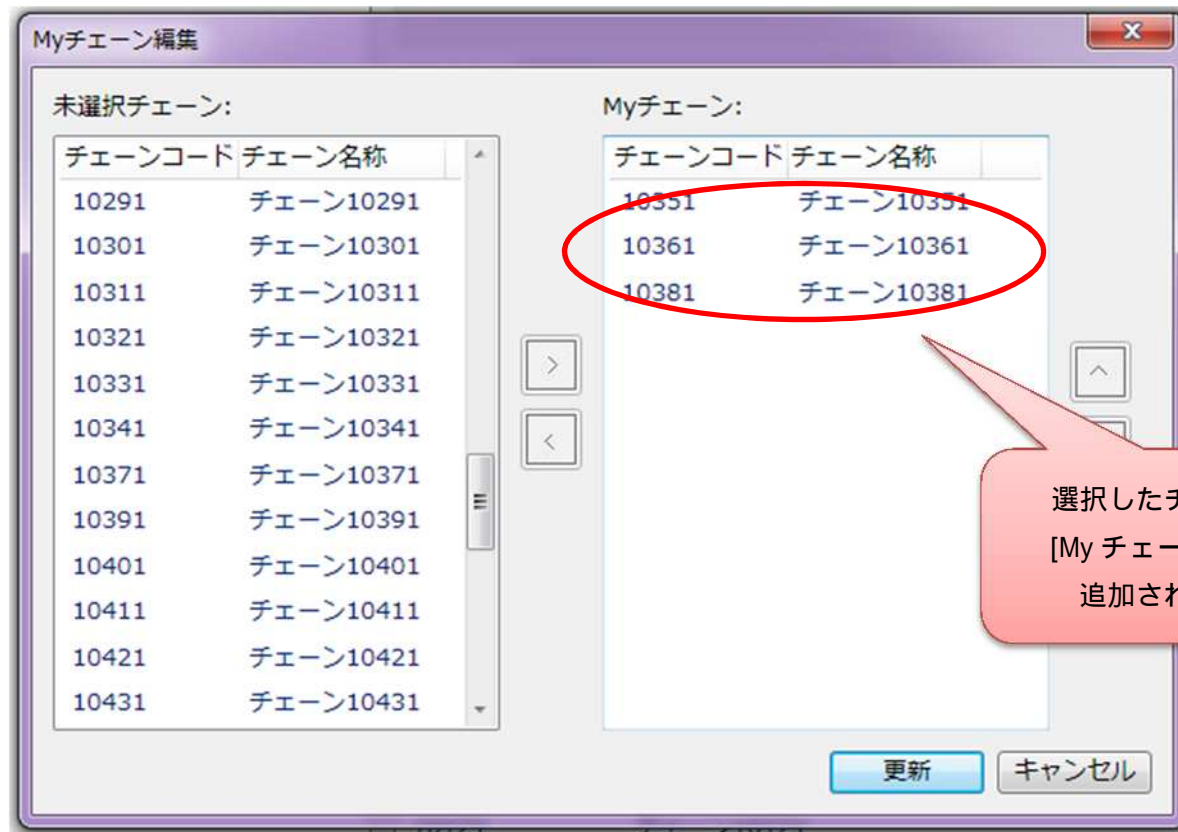 Myチェーン編集
未選択チェーン:
チェーンコード チェーン名称
10291 チェーン10291
10301 チェーン10301
10311 チェーン10311
10321 チェーン10321
10331 チェーン10331
10341 チェーン10341
10371 チェーン10371
10391 チェーン10391
10401 チェーン10401
10411 チェーン10411
10421 チェーン10421
10431 チェーン10431
>
<
Myチェーン:
チェーンコード チェーン名称
10351 チェーン10351
10361 チェーン10361
10381 チェーン10381
選択したチ
[My チェー
追加され
更新 キャンセル